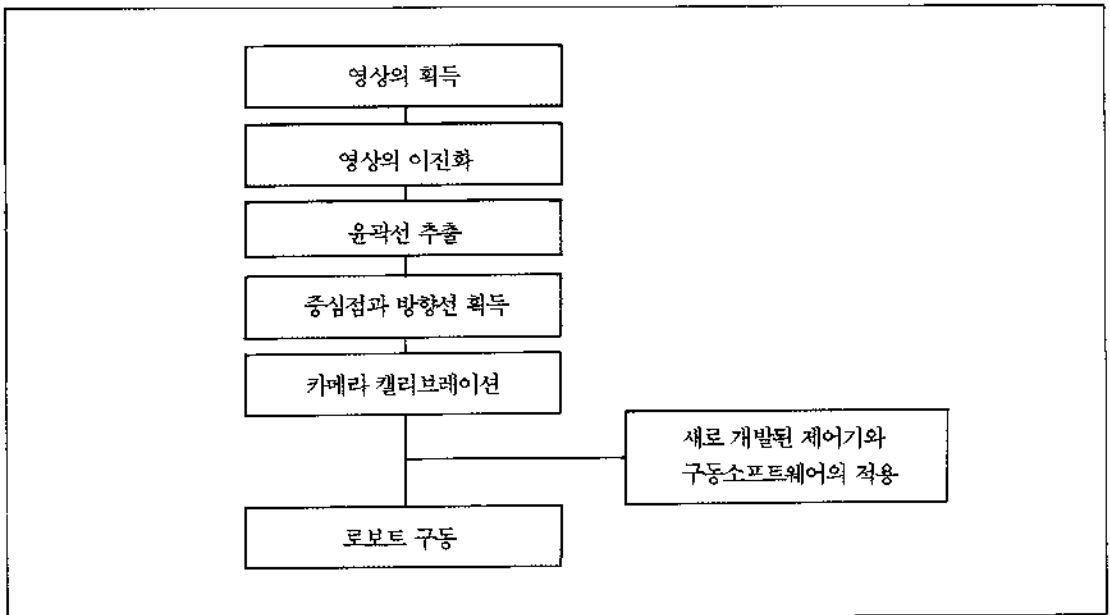 영상의 획득
영상의 이진화
윤곽선 추출
중심점과 방향선 획득
카메라 캘리브레이션
새로 개발된 제어기와
구동소프트웨어의 적용
로보트 구동